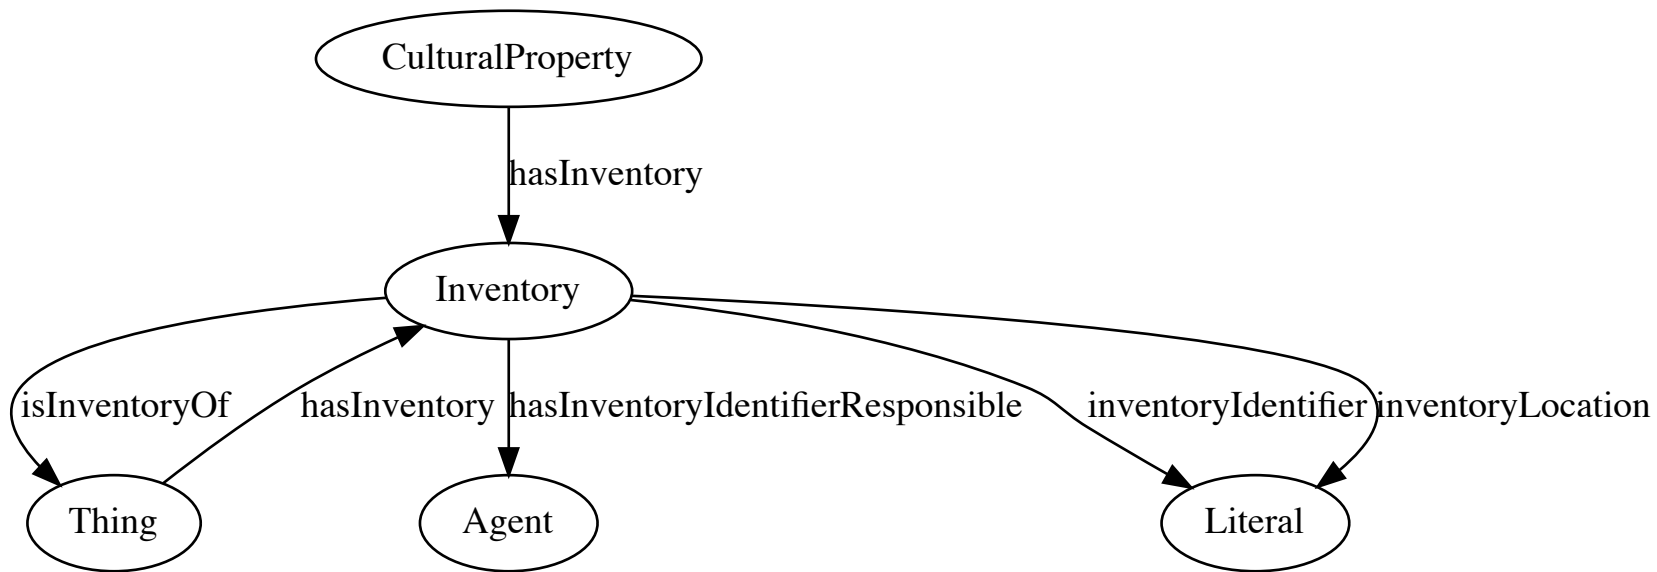 CulturalProperty
hasInventory
Inventory
isInventoryOf
hasInventory
hasInventoryIdentifierResponsible
inventoryIdentifier
inventoryLocation
Thing
Agent
Literal